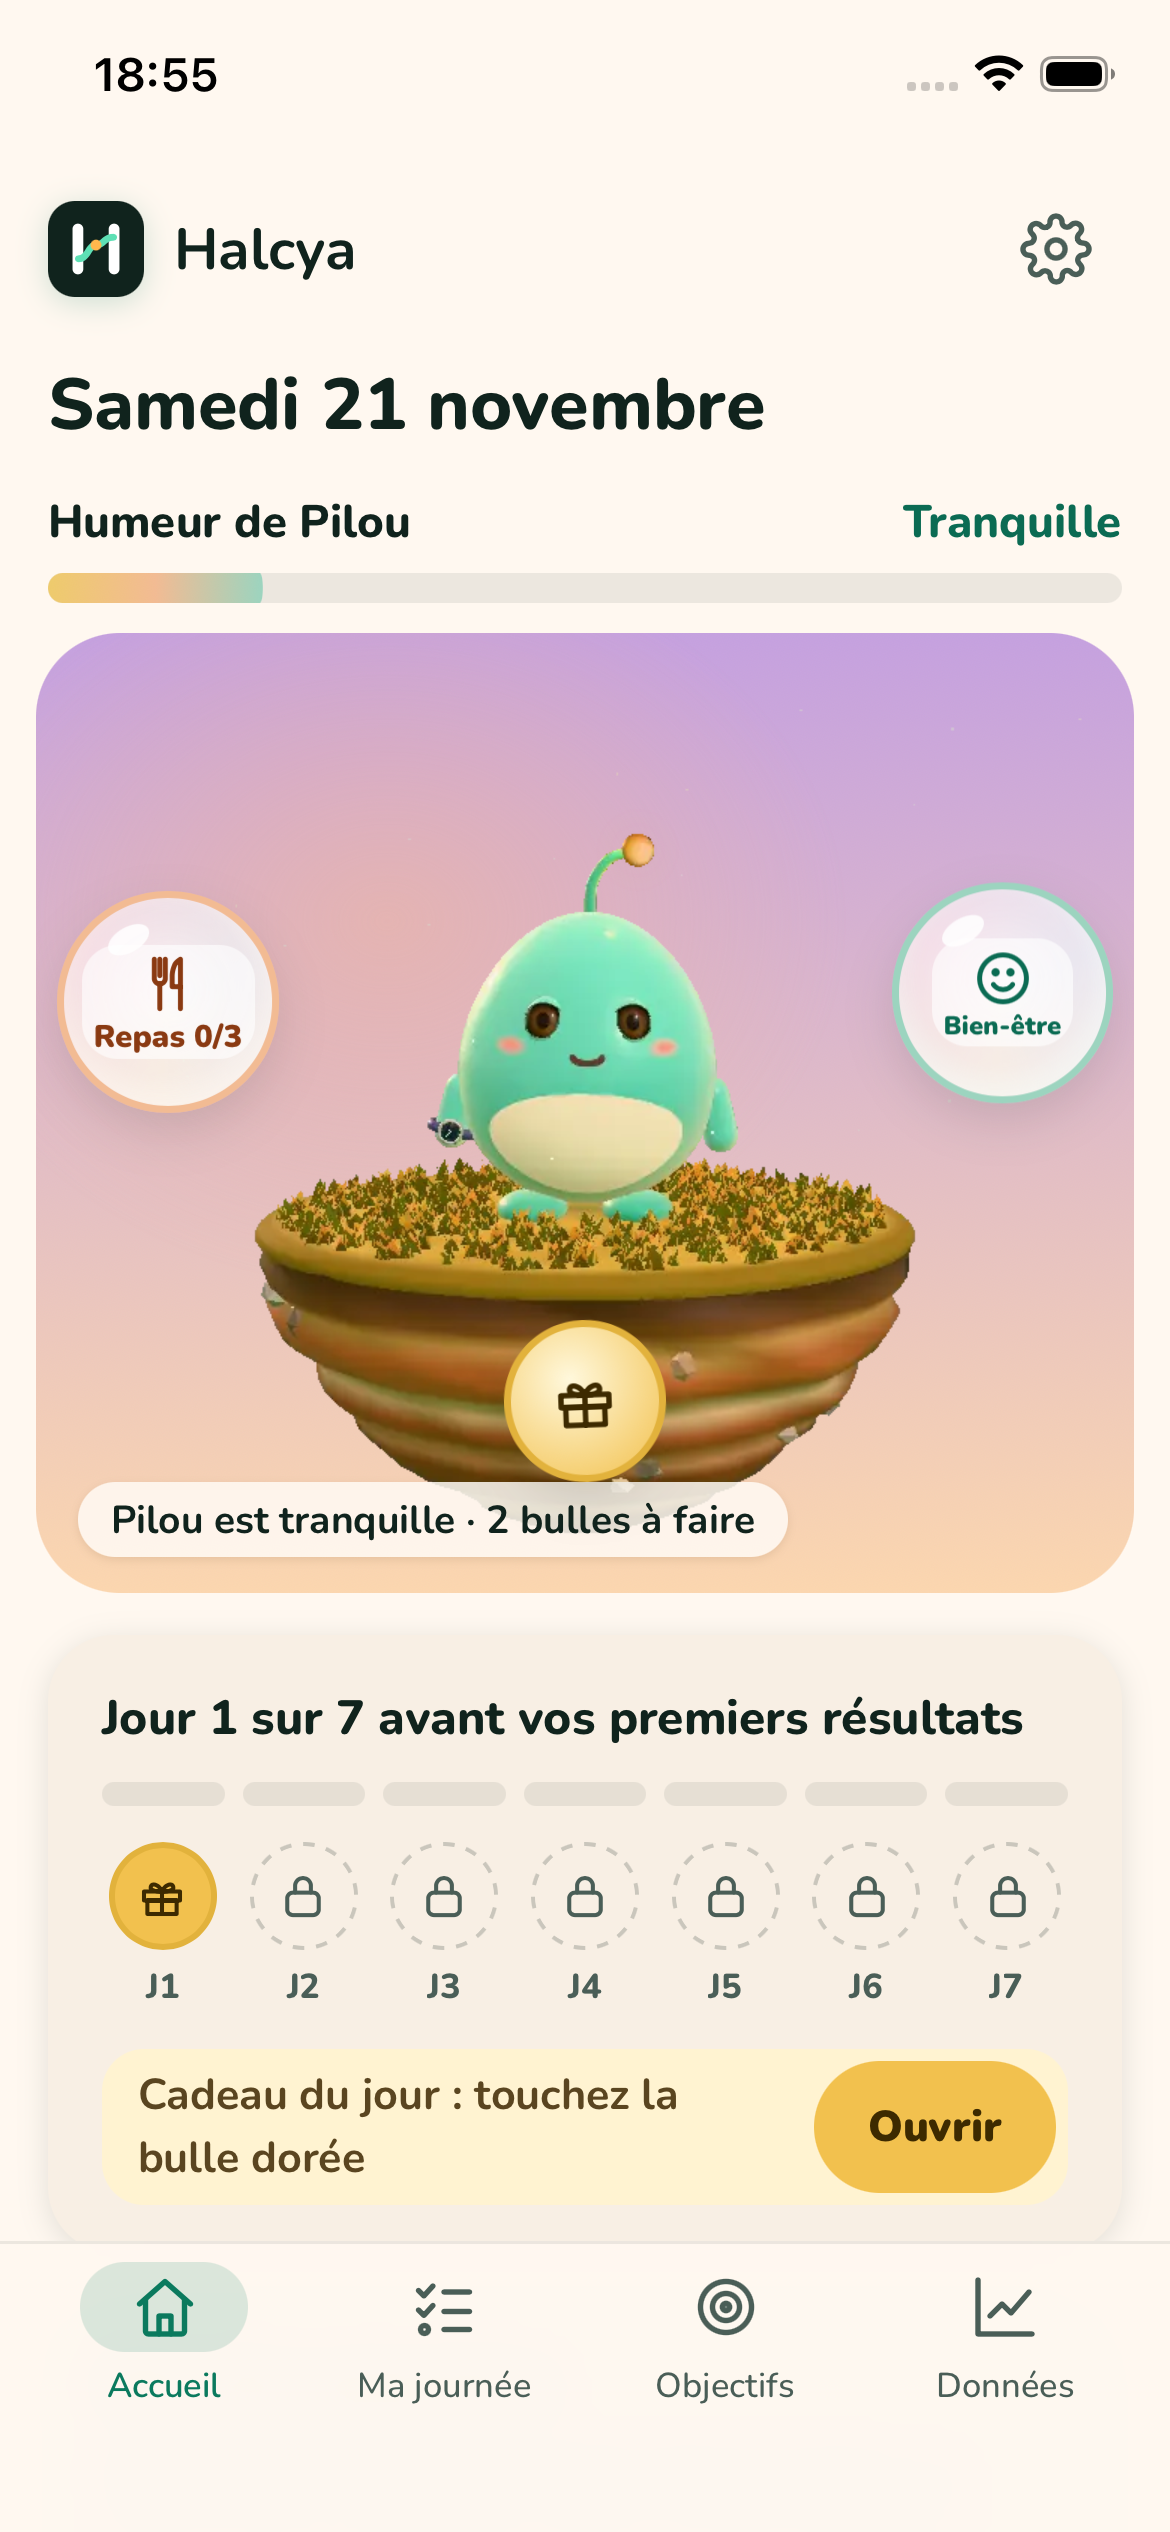 18:55
Halcya
Samedi 21 novembre
Humeur de Pilou
Tranquille
Repas 0/3
Bien-être
Pilou est tranquille · 2 bulles à faire
Jour 1 sur 7 avant vos premiers résultats
J1 J2 J3 J4 J5 J6 J7
Cadeau du jour : touchez la
bulle dorée
Ouvrir
Accueil Ma journée Objectifs Données